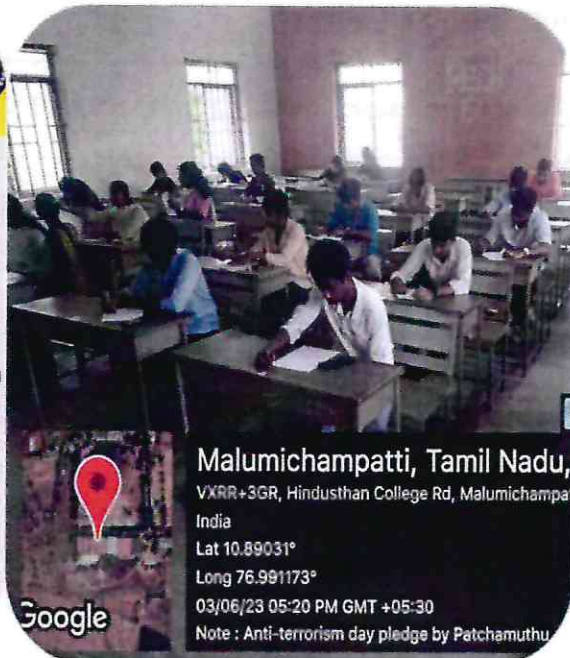 Malumichampatti, Tamil Nadu,
VXRR+3GR, Hindusthan College Rd, Malumichampa
India
Lat 10.89031°
Long 76.991173°
03/06/23 05:20 PM GMT +05:30
Note : Anti-terrorism day pledge by Patchamuthu
Google